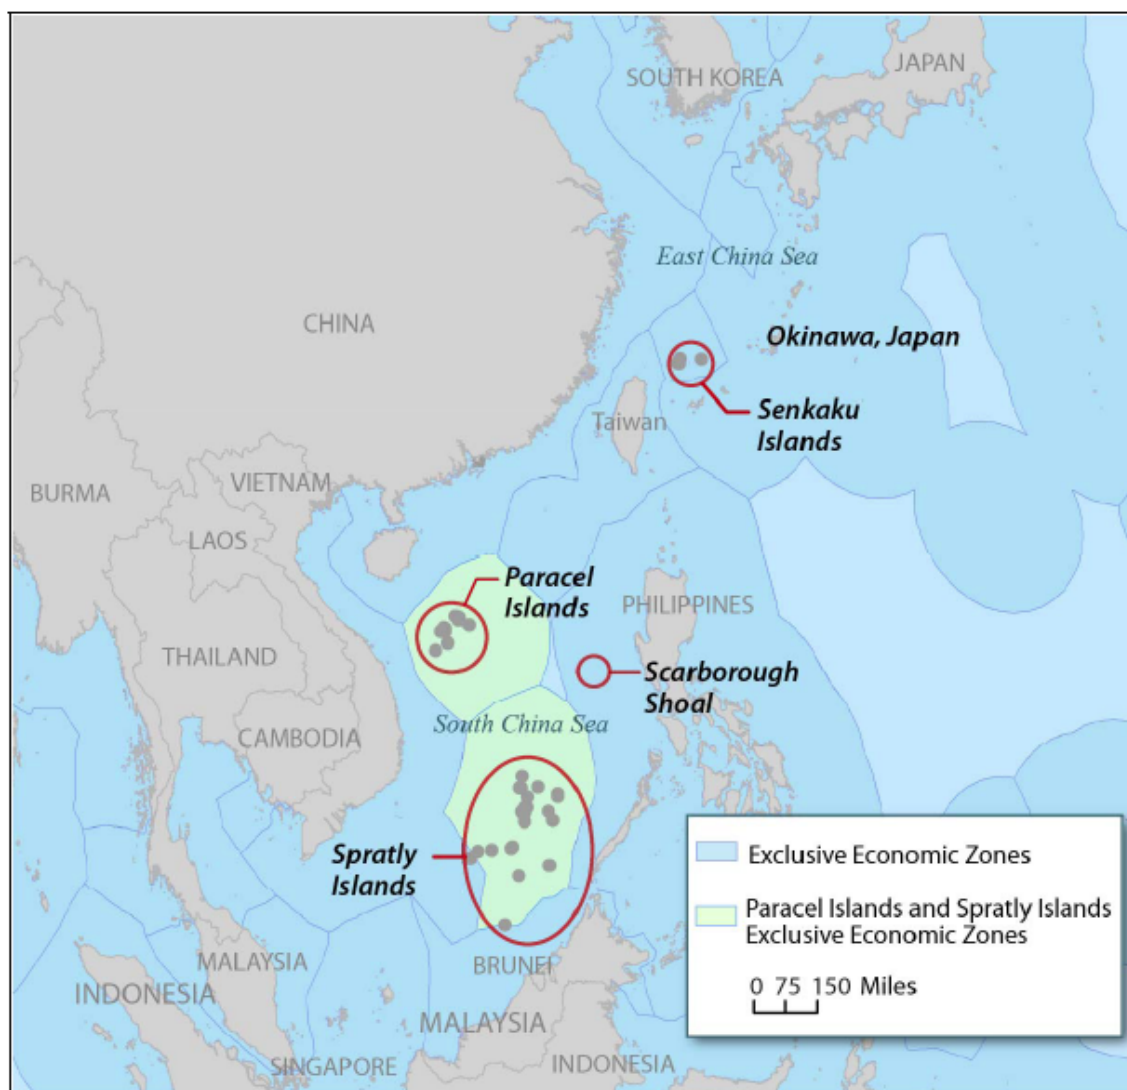 SOUTH KOREA
JAPAN
East China Sea
CHINA
Okinawa, Japan
Senkaku
Islands
Taiwan
BURMA
VIETNAM
LAOS
Paracel
Islands
PHILIPPINES
THAILAND
Scarborough
Shoal
South China Sea
CAMBODIA
Spratly
Islands
Exclusive Economic Zones
Paracel Islands and Spratly Islands
Exclusive Economic Zones
0 75 150 Miles
MALAYSIA
BRUNEI
INDONESIA
MALAYSIA
SINGAPORE
INDONESIA